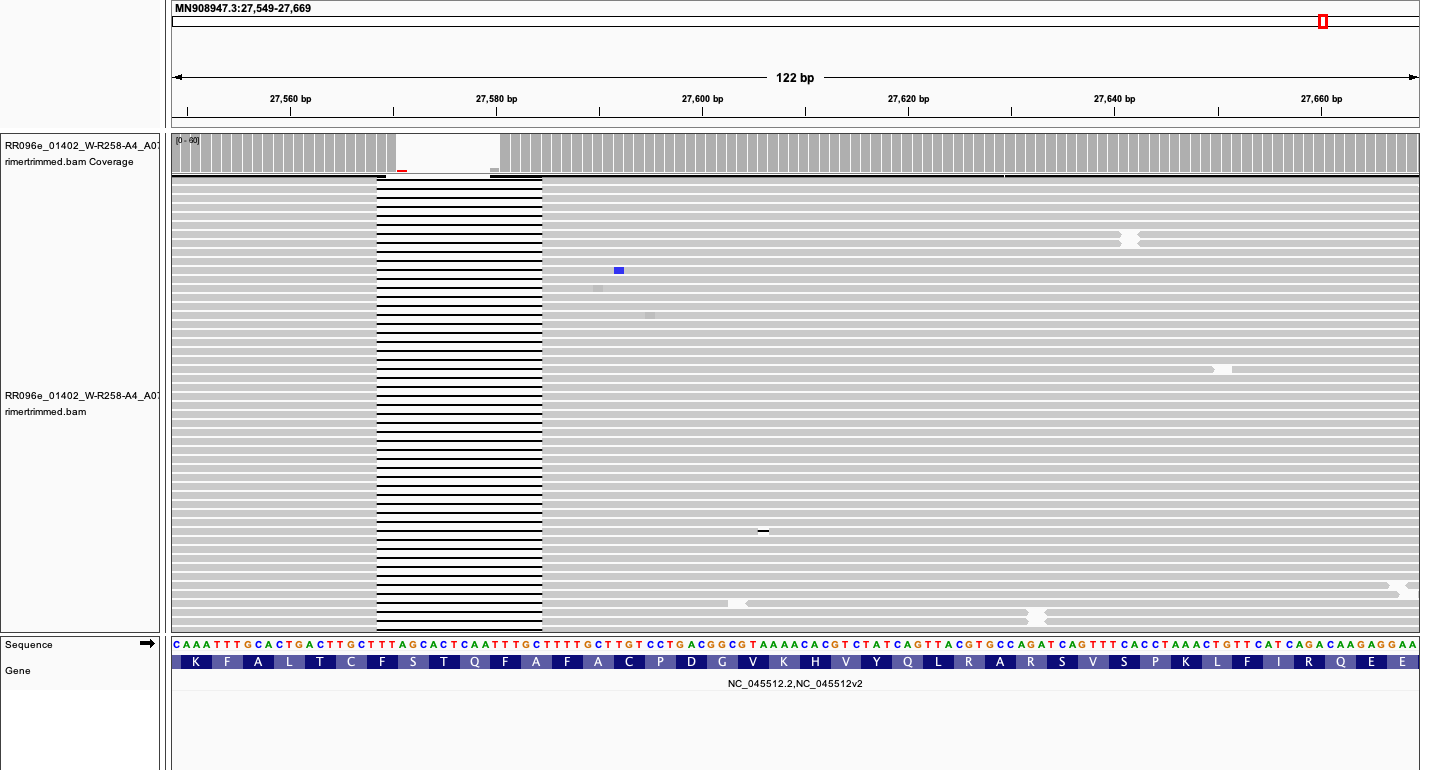 MN908947.3:27,549-27,669
122 bp
27,560 bp 27,580 bp 27,600 bp 27,620 bp 27,640 bp 27,660 bp
RR096e_01402_W-R258-A4_A07
rimertrimmed.bam Coverage
[0 - 60]
RR096e_01402_W-R258-A4_A07
rimertrimmed.bam
Sequence
C A A A T T T G C A C T G A C T T G C T T T A G C A C T C A A T T T G C T T T T G C T T G T C C T G A C G G C G T A A A A C A C G T C T A T C A G T T A C G T G C C A G A T C A G T T T C A C C T A A A C T G T T C A T C A G A C A A G A G G A A
Gene
K F A L T C F S T Q F A F A C P D G V K H V Y Q L R A R S V S P K L F I R Q E E
NC_045512.2,NC_045512v2